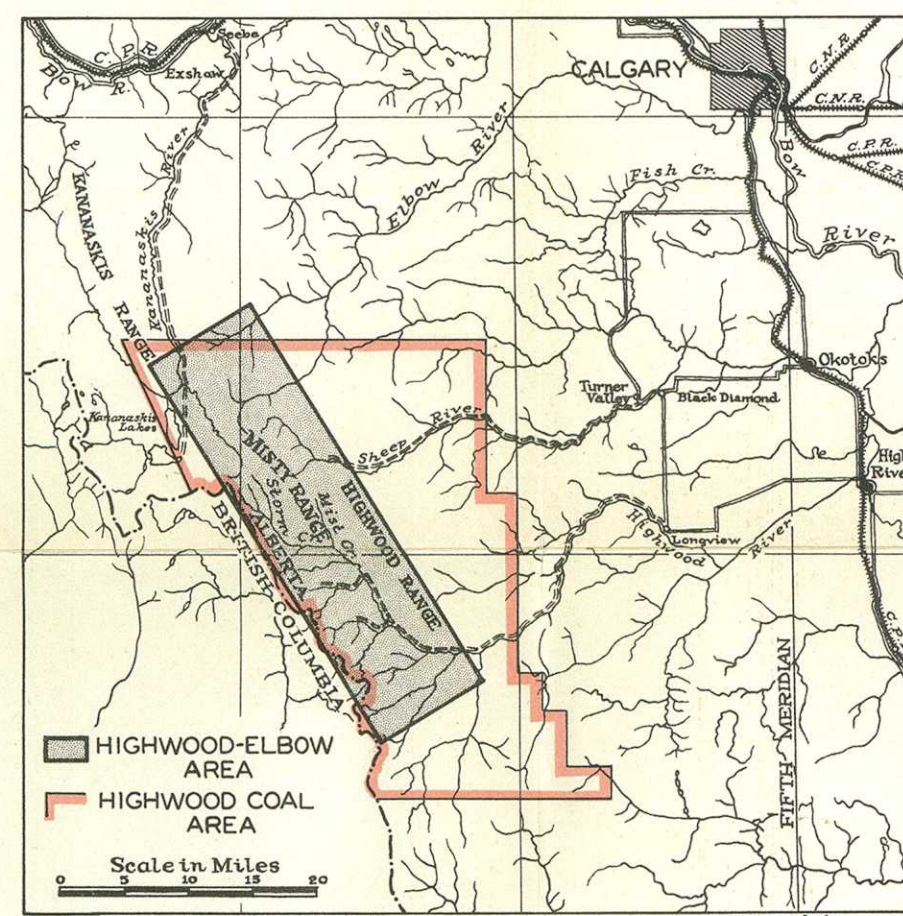 Seebe
C. P. R.
Exshaw
Bow
R.
CALGARY
C.N.R.
C.N.R.
C.P.R.
C.P.R.
Bow
River
Fish Cr.
Elbow
River
Kananaskis
River
KANANASKIS
RANGE
Okotoks
Turner
Valley
Black Diamond
Kananaskis
Lakes
Sheep River
High
Rive
MISTY RANGE
Storm
C.
Mist Cr.
HIGHWOOD RANGE
Highwood
River
Longview
ALBERTA
BRITISH COLUMBIA
C.P.
FIFTH MERIDIAN
HIGHWOOD-ELBOW
AREA
HIGHWOOD COAL
AREA
Scale in Miles
0 5 10 15 20